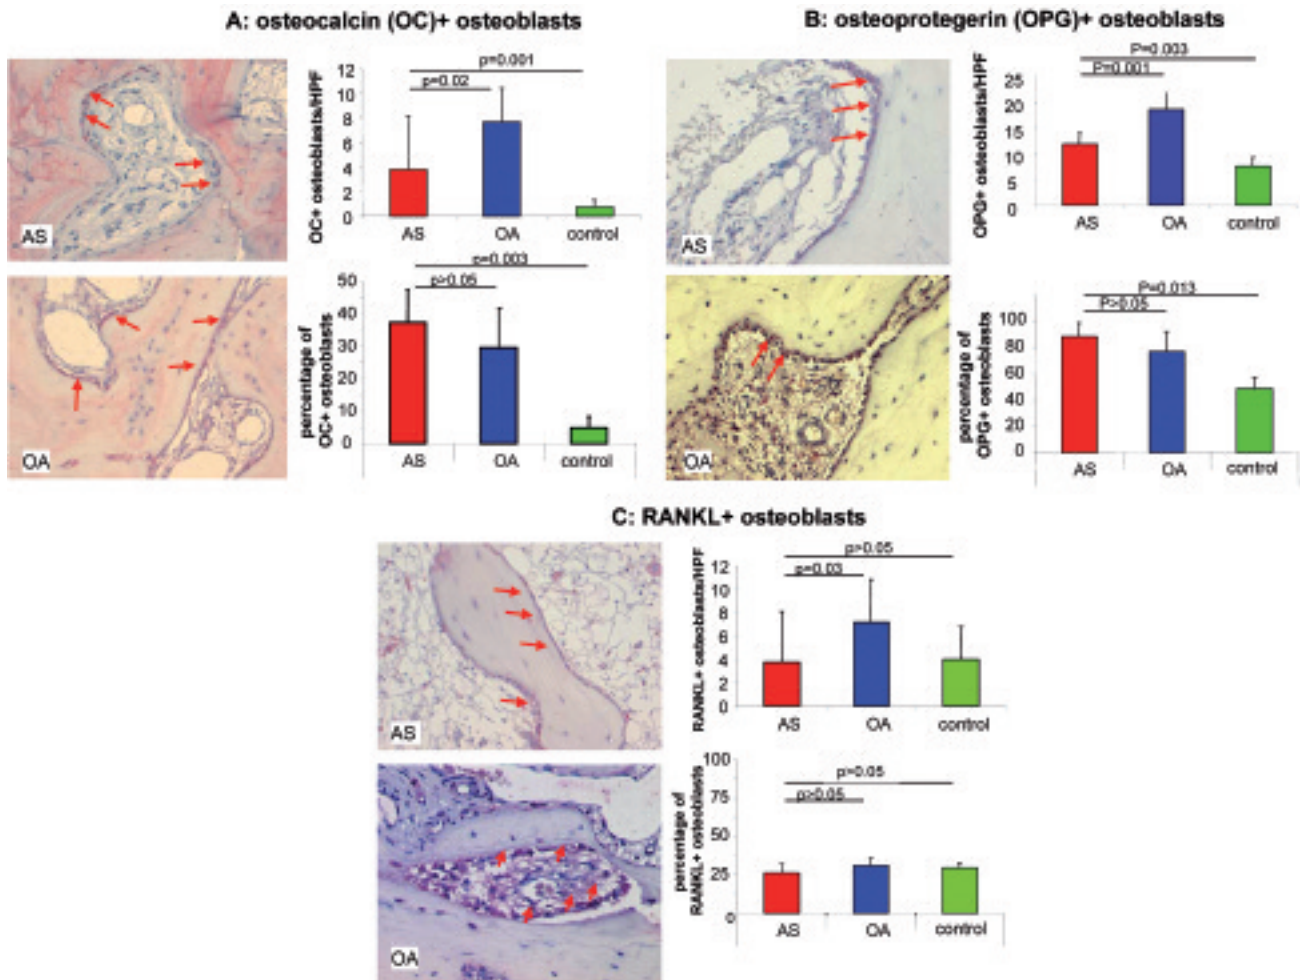 A: osteocalcin (OC)+ osteoblasts
AS
OA
OC+ osteoblasts/HPF
12
10
8
6
4
2
0
p=0.001
p=0.02
AS OA control
percentage of
OC+ osteoblasts
50
40
30
20
10
0
p=0.003
p>0.05
AS OA control
B: osteoprotegerin (OPG)+ osteoblasts
AS
OA
OPG+ osteoblasts/HPF
25
20
15
10
5
0
P=0.003
P=0.001
AS OA control
percentage of
OPG+ osteoblasts
100
80
60
40
20
0
P=0.013
P>0.05
AS OA control
C: RANKL+ osteoblasts
AS
OA
RANKL+ osteoblasts/HPF
12
10
8
6
4
2
0
p>0.05
p=0.03
AS OA control
percentage of
RANKL+ osteoblasts
100
75
50
25
0
p>0.05
p>0.05
AS OA control